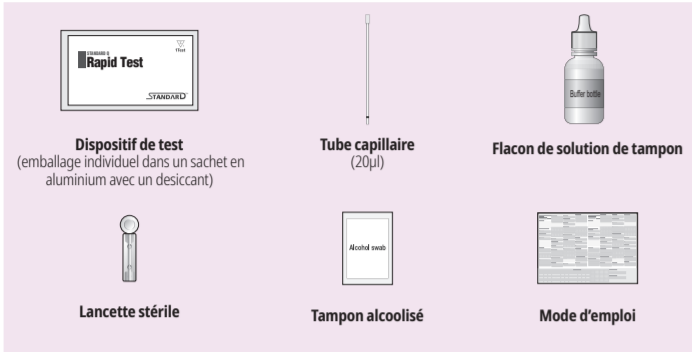 STANDARD Q
Rapid Test
1Test
STANDARD
Buffer bottle
Dispositif de test
(emballage individuel dans un sachet en
aluminium avec un desiccant)
Tube capillaire
(20μl)
Flacon de solution de tampon
Alcohol swab
Lancette stérile
Tampon alcoolisé
Mode d’emploi